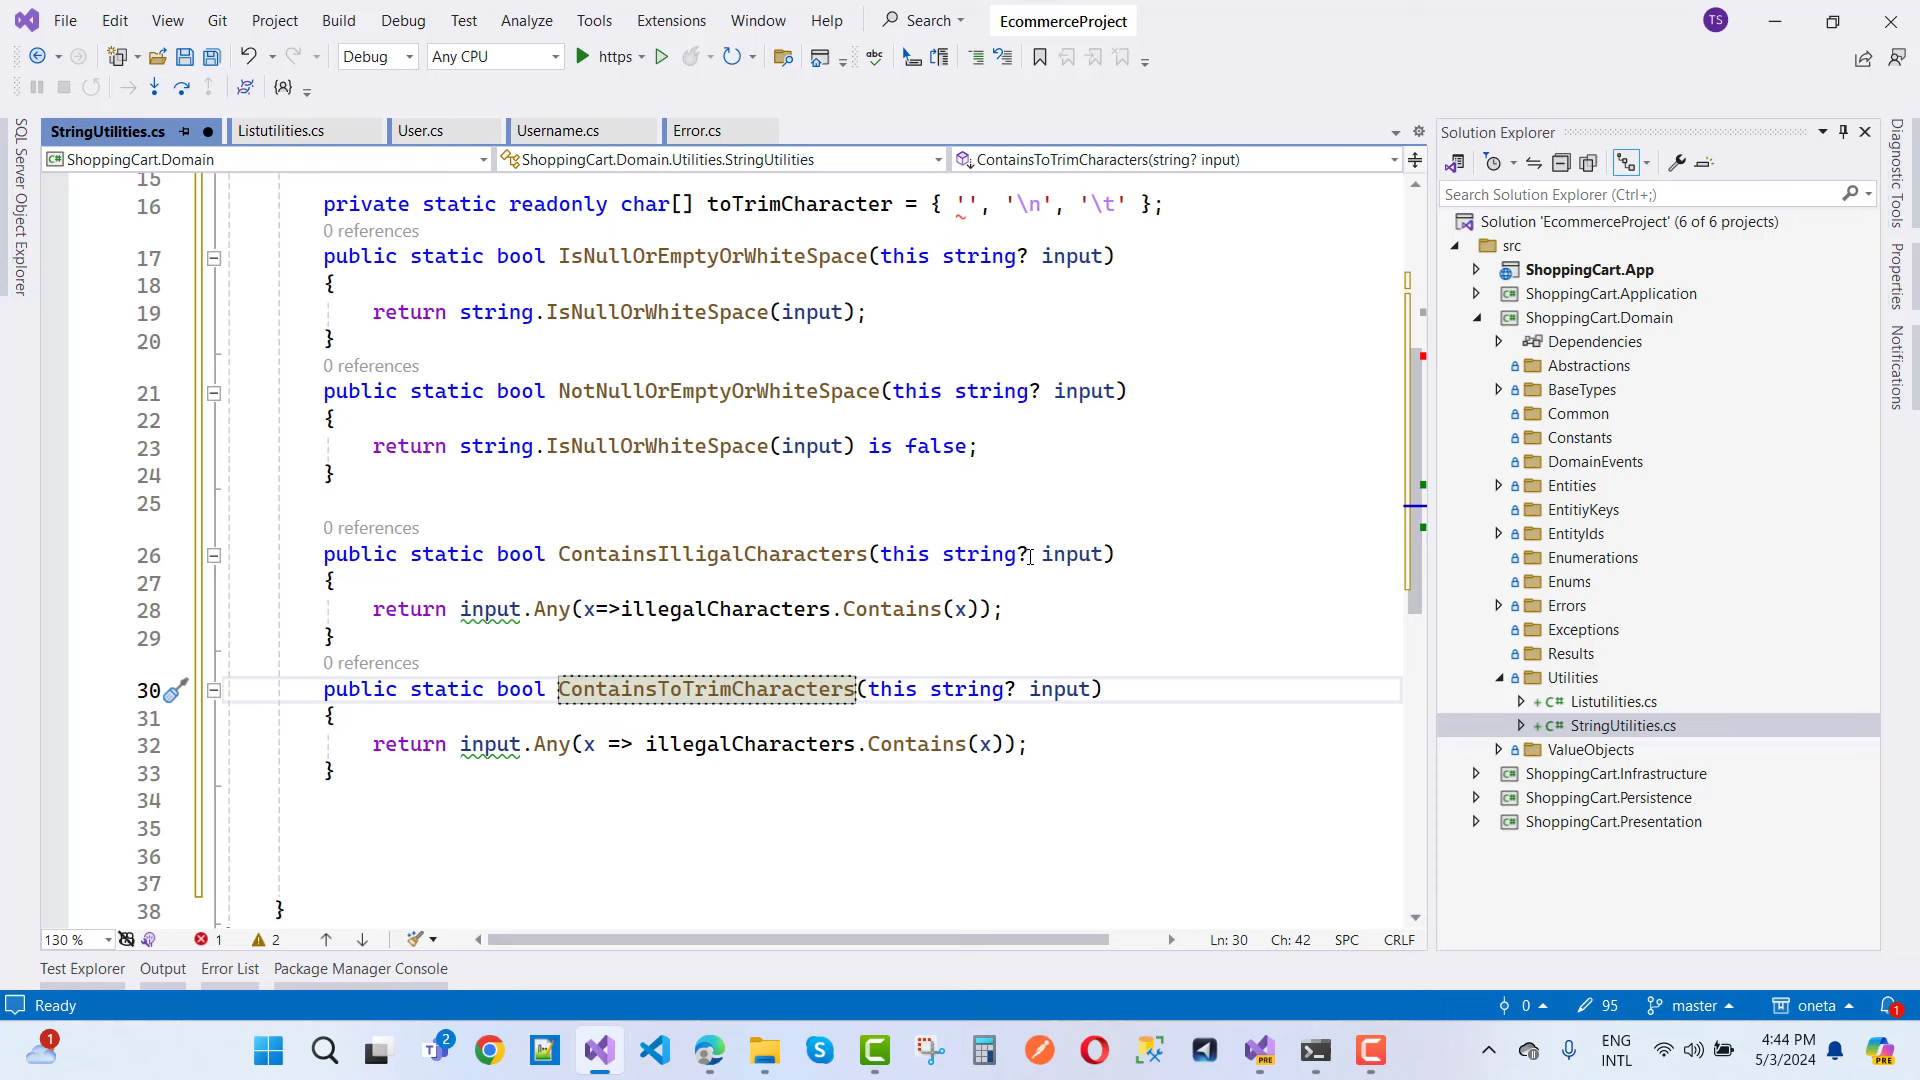 File Edit View Git Project Build Debug Test Analyze Tools Extensions Window Help Search EcommerceProject TS
Debug Any CPU https
StringUtilities.cs Listutilities.cs User.cs Username.cs Error.cs
ShoppingCart.Domain ShoppingCart.Domain.Utilities.StringUtilities ContainsToTrimCharacters(string? input)
SQL Server Object Explorer
15
16 private static readonly char[] toTrimCharacter = { '', '\n', '\t' };
0 references
17 public static bool IsNullOrEmptyOrWhiteSpace(this string? input)
18 {
19 return string.IsNullOrWhiteSpace(input);
20 }
0 references
21 public static bool NotNullOrEmptyOrWhiteSpace(this string? input)
22 {
23 return string.IsNullOrWhiteSpace(input) is false;
24 }
25
0 references
26 public static bool ContainsIlligalCharacters(this string? input)
27 {
28 return input.Any(x=>illegalCharacters.Contains(x));
29 }
0 references
30 public static bool ContainsToTrimCharacters(this string? input)
31 {
32 return input.Any(x => illegalCharacters.Contains(x));
33 }
34
35
36
37
38 }
130 % 1 2 Ln: 30 Ch: 42 SPC CRLF
Solution Explorer
Search Solution Explorer (Ctrl+;)
Solution 'EcommerceProject' (6 of 6 projects)
src
ShoppingCart.App
ShoppingCart.Application
ShoppingCart.Domain
Dependencies
Abstractions
BaseTypes
Common
Constants
DomainEvents
Entities
EntitiyKeys
EntityIds
Enumerations
Enums
Errors
Exceptions
Results
Utilities
Listutilities.cs
StringUtilities.cs
ValueObjects
ShoppingCart.Infrastructure
ShoppingCart.Persistence
ShoppingCart.Presentation
Diagnostic Tools
Properties
Notifications
Test Explorer Output Error List Package Manager Console
Ready 0 95 master oneta 1
1 2 PRE ENG INTL 4:44 PM 5/3/2024 PRE